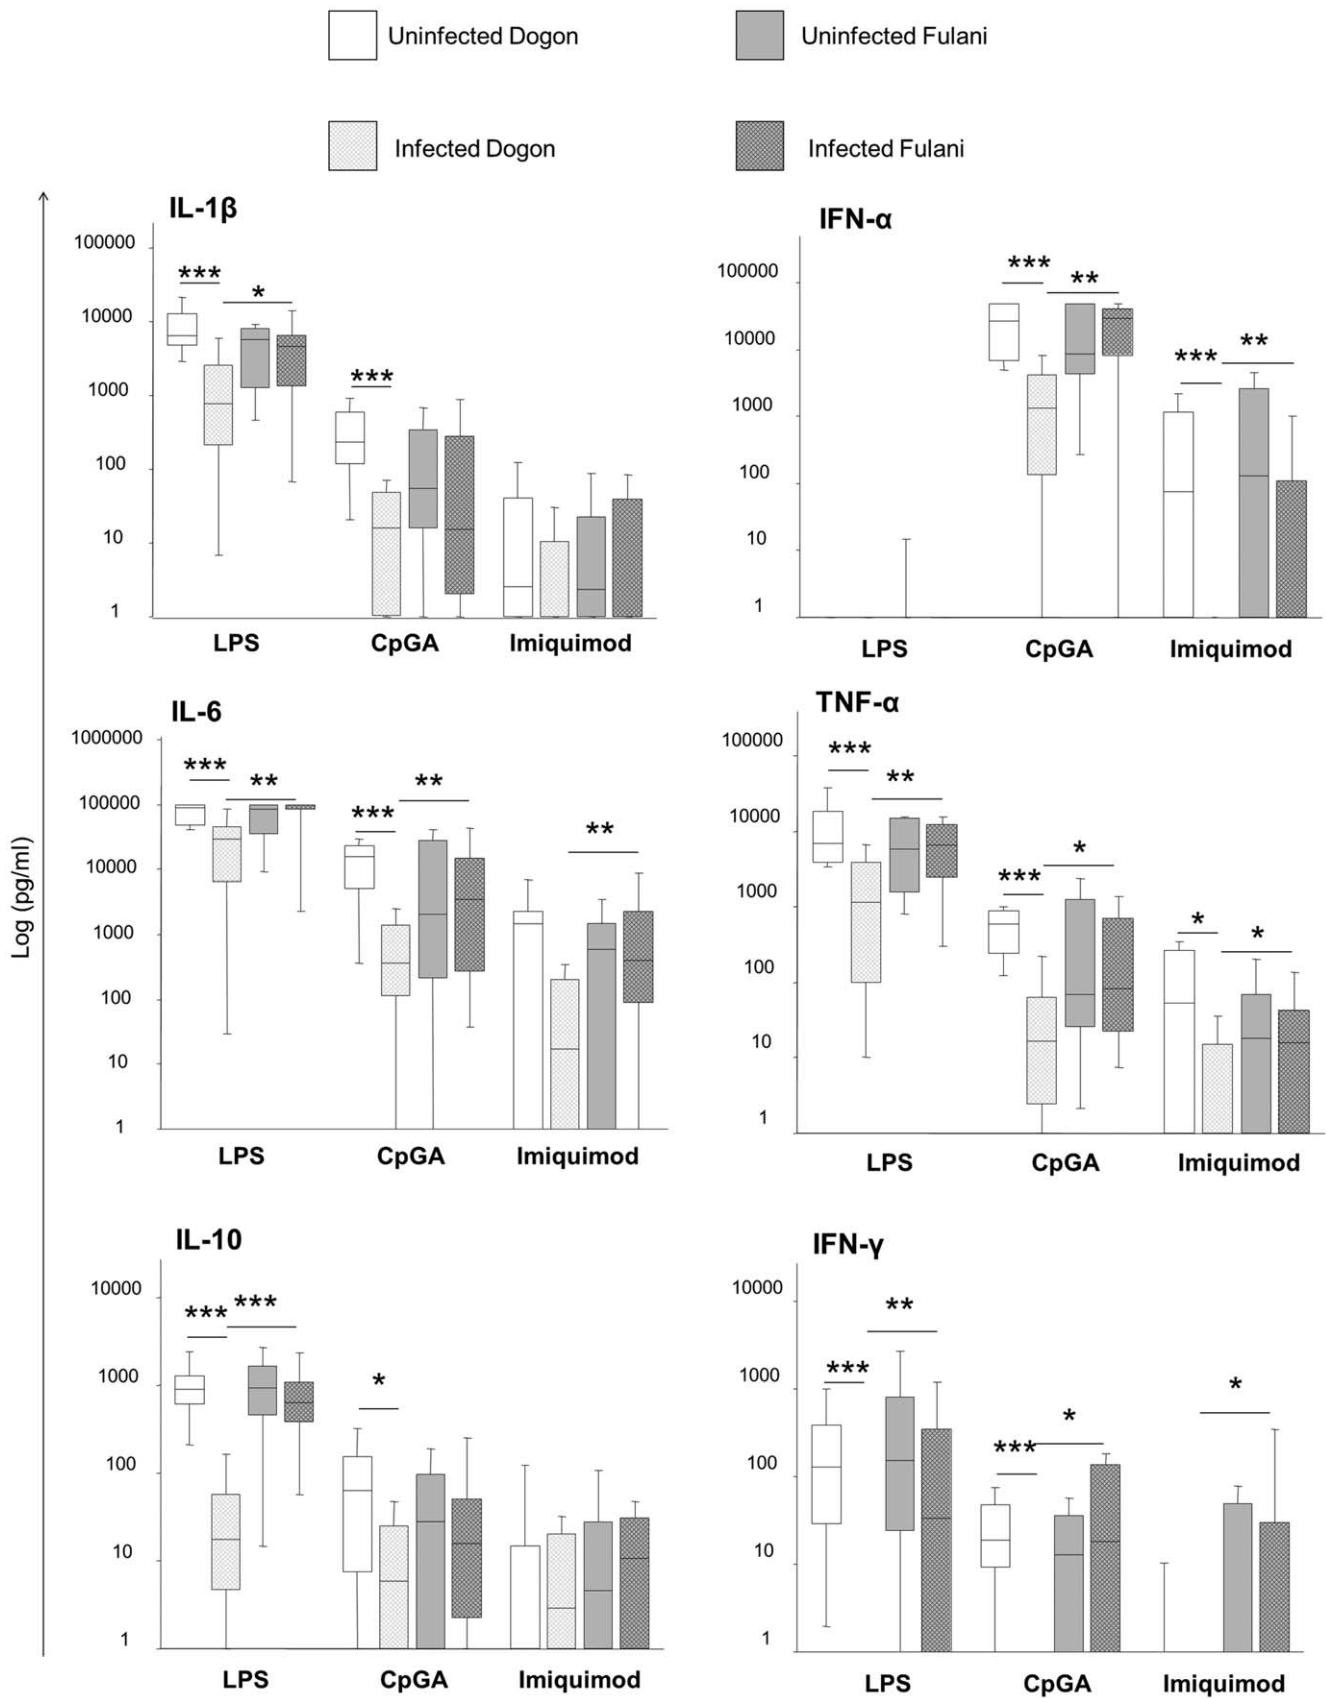 Uninfected Dogon
Uninfected Fulani
Infected Dogon
Infected Fulani
Log (pg/ml)
IL-1β
100000
10000
1000
100
10
1
***
*
***
LPS
CpGA
Imiquimod
IFN-α
100000
10000
1000
100
10
1
***
**
***
**
LPS
CpGA
Imiquimod
IL-6
1000000
100000
10000
1000
100
10
1
***
**
***
**
**
LPS
CpGA
Imiquimod
TNF-α
100000
10000
1000
100
10
1
***
**
***
*
*
*
LPS
CpGA
Imiquimod
IL-10
10000
1000
100
10
1
***
***
*
LPS
CpGA
Imiquimod
IFN-γ
10000
1000
100
10
1
***
**
***
*
*
LPS
CpGA
Imiquimod